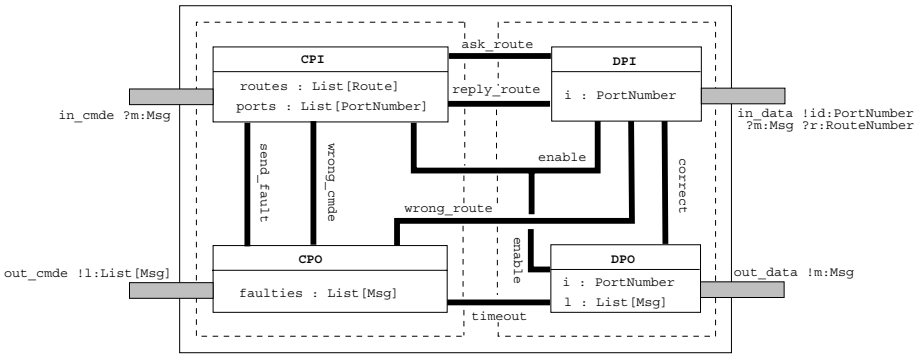 ask_route
CPI
DPI
routes : List[Route]
ports : List[PortNumber]
reply_route
i : PortNumber
in_cmde ?m:Msg
in_data !id:PortNumber
?m:Msg ?r:RouteNumber
send_fault
wrong_cmde
enable
correct
wrong_route
enable
CPO
DPO
out_cmde !l:List[Msg]
faulties : List[Msg]
i : PortNumber
l : List[Msg]
out_data !m:Msg
timeout